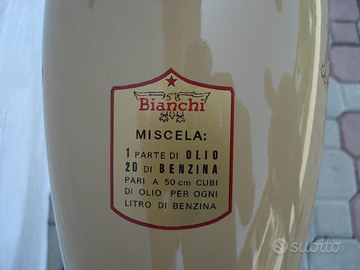 Bianchi
MISCELA:
1 PARTE DI OLIO
20 DI BENZINA
PARI A 50 cm CUBI
DI OLIO PER OGNI
LITRO DI BENZINA
subito